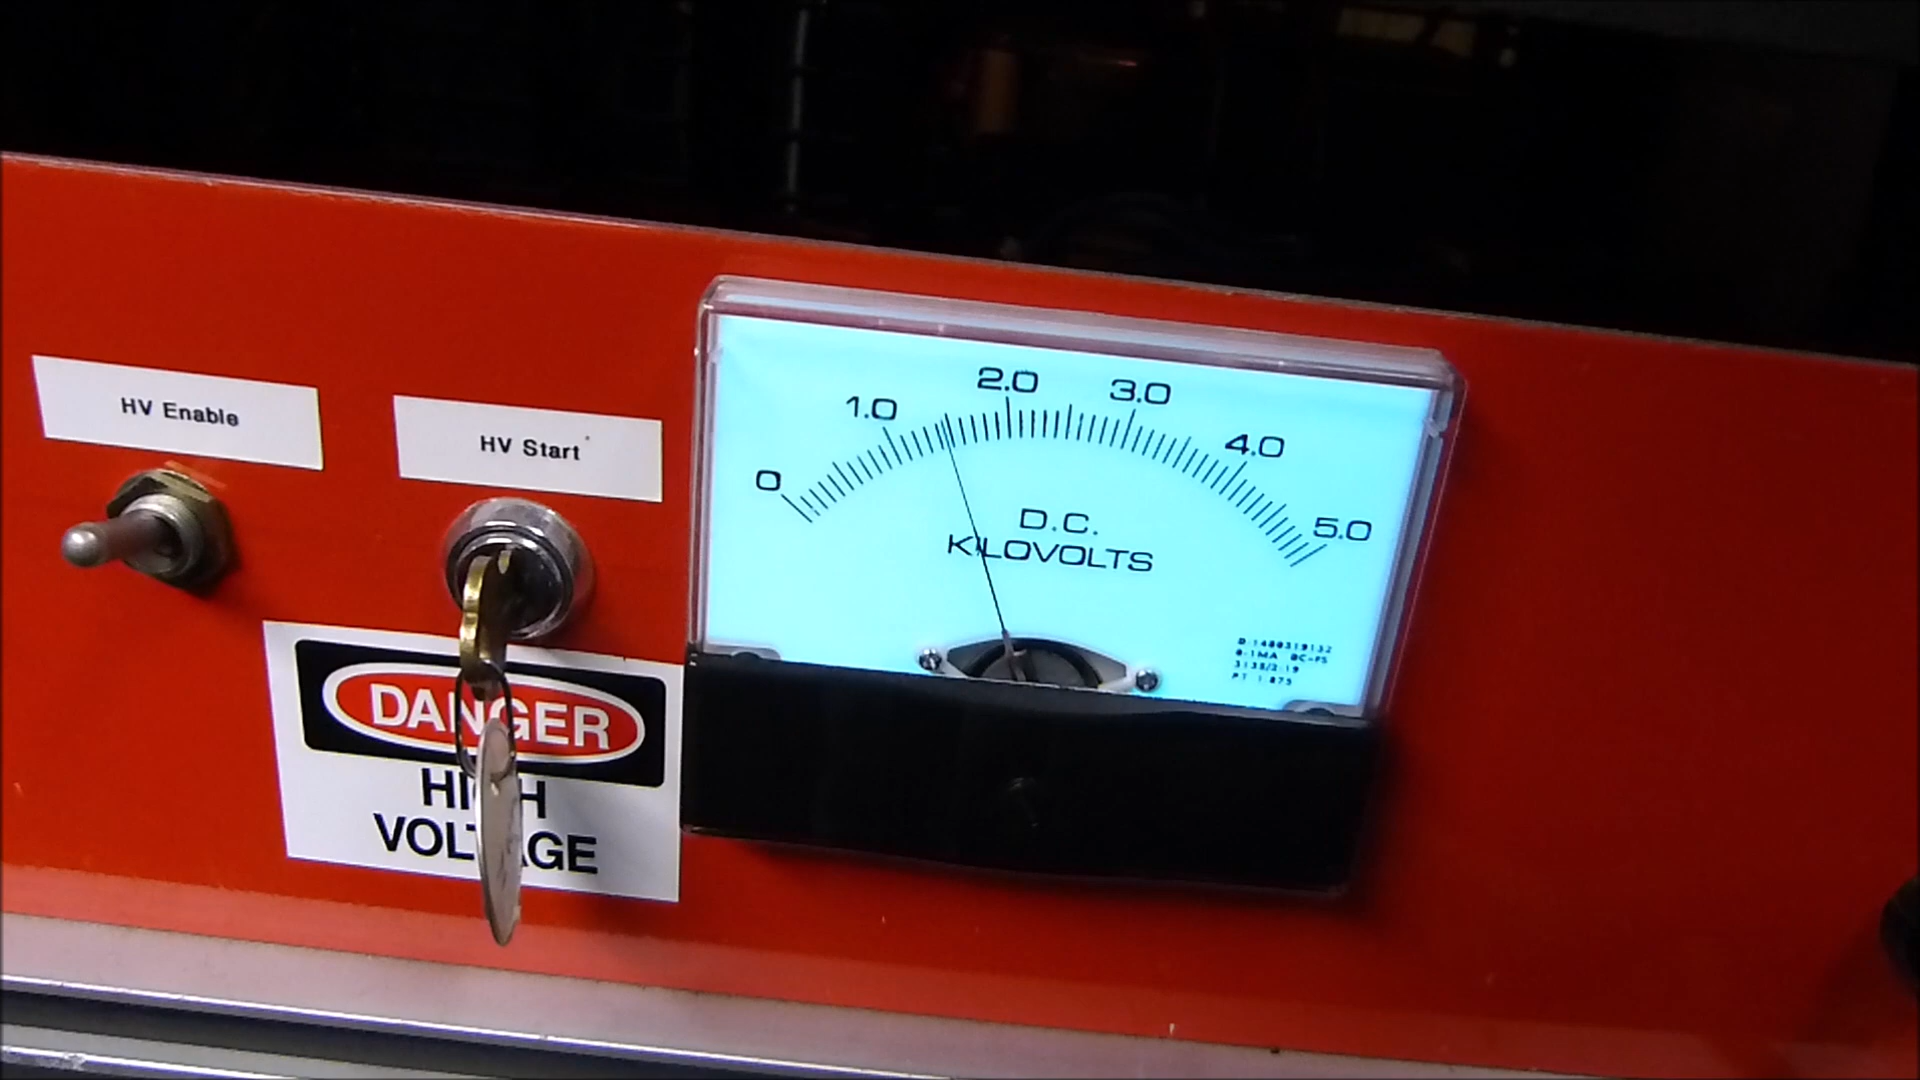 HV Enable
HV Start
0
1.0
2.0
3.0
4.0
5.0
D.C.
KILOVOLTS
DANGER
HIGH
VOLTAGE